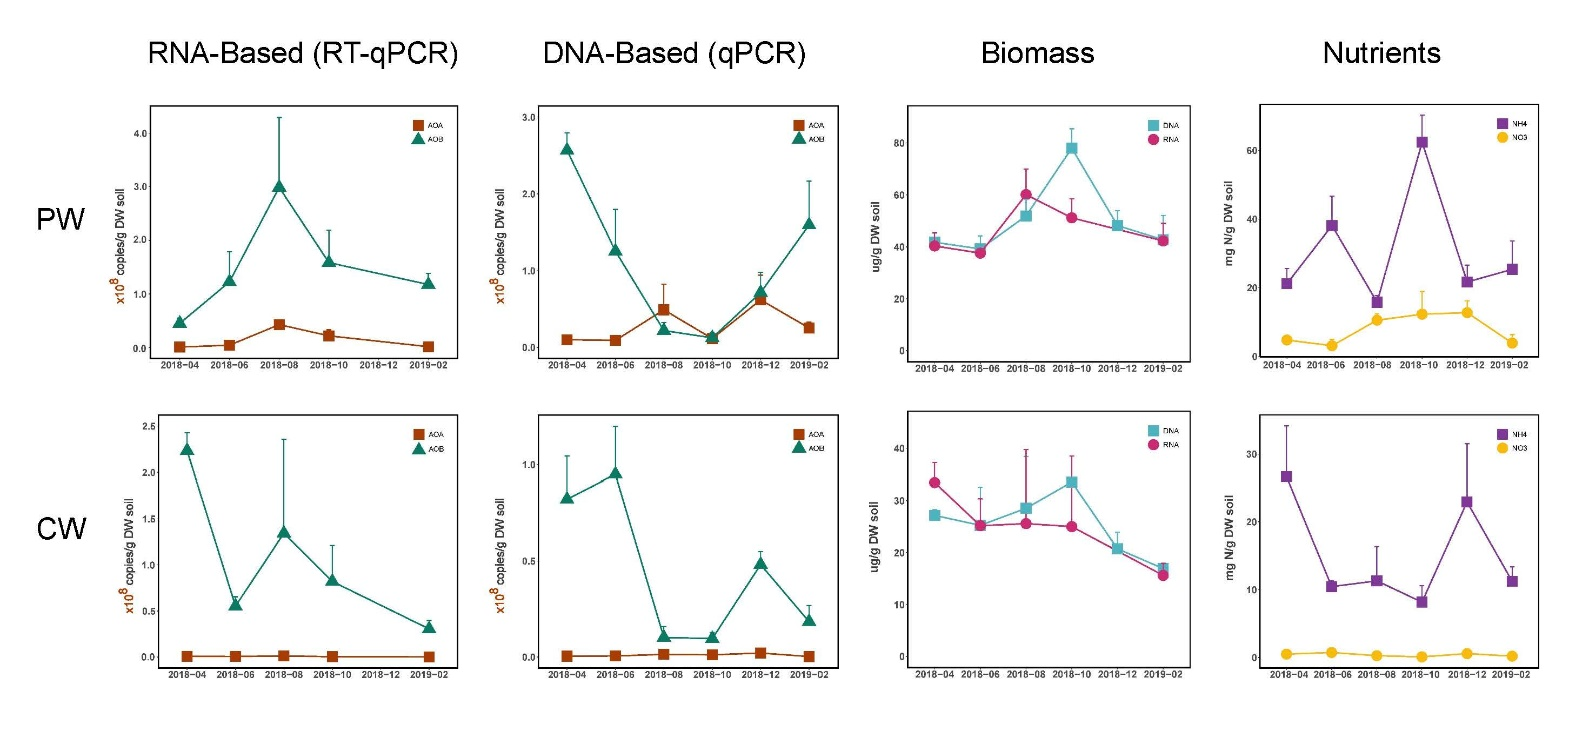 RNA-Based (RT-qPCR) DNA-Based (qPCR) Biomass Nutrients
PW
x10⁸ copies/g DW soil
4.0
3.0
2.0
1.0
0.0
AOA
AOB
2018−04 2018−06 2018−08 2018−10 2018−12 2019−02
x10⁸ copies/g DW soil
3.0
2.0
1.0
0.0
AOA
AOB
2018−04 2018−06 2018−08 2018−10 2018−12 2019−02
ug/g DW soil
80
60
40
20
0
DNA
RNA
2018−04 2018−06 2018−08 2018−10 2018−12 2019−02
mg N/g DW soil
60
40
20
0
NH4
NO3
2018−04 2018−06 2018−08 2018−10 2018−12 2019−02
CW
x10⁸ copies/g DW soil
2.5
2.0
1.5
1.0
0.5
0.0
AOA
AOB
2018−04 2018−06 2018−08 2018−10 2018−12 2019−02
x10⁸ copies/g DW soil
1.0
0.5
0.0
AOA
AOB
2018−04 2018−06 2018−08 2018−10 2018−12 2019−02
ug/g DW soil
40
30
20
10
0
DNA
RNA
2018−04 2018−06 2018−08 2018−10 2018−12 2019−02
mg N/g DW soil
30
20
10
0
NH4
NO3
2018−04 2018−06 2018−08 2018−10 2018−12 2019−02